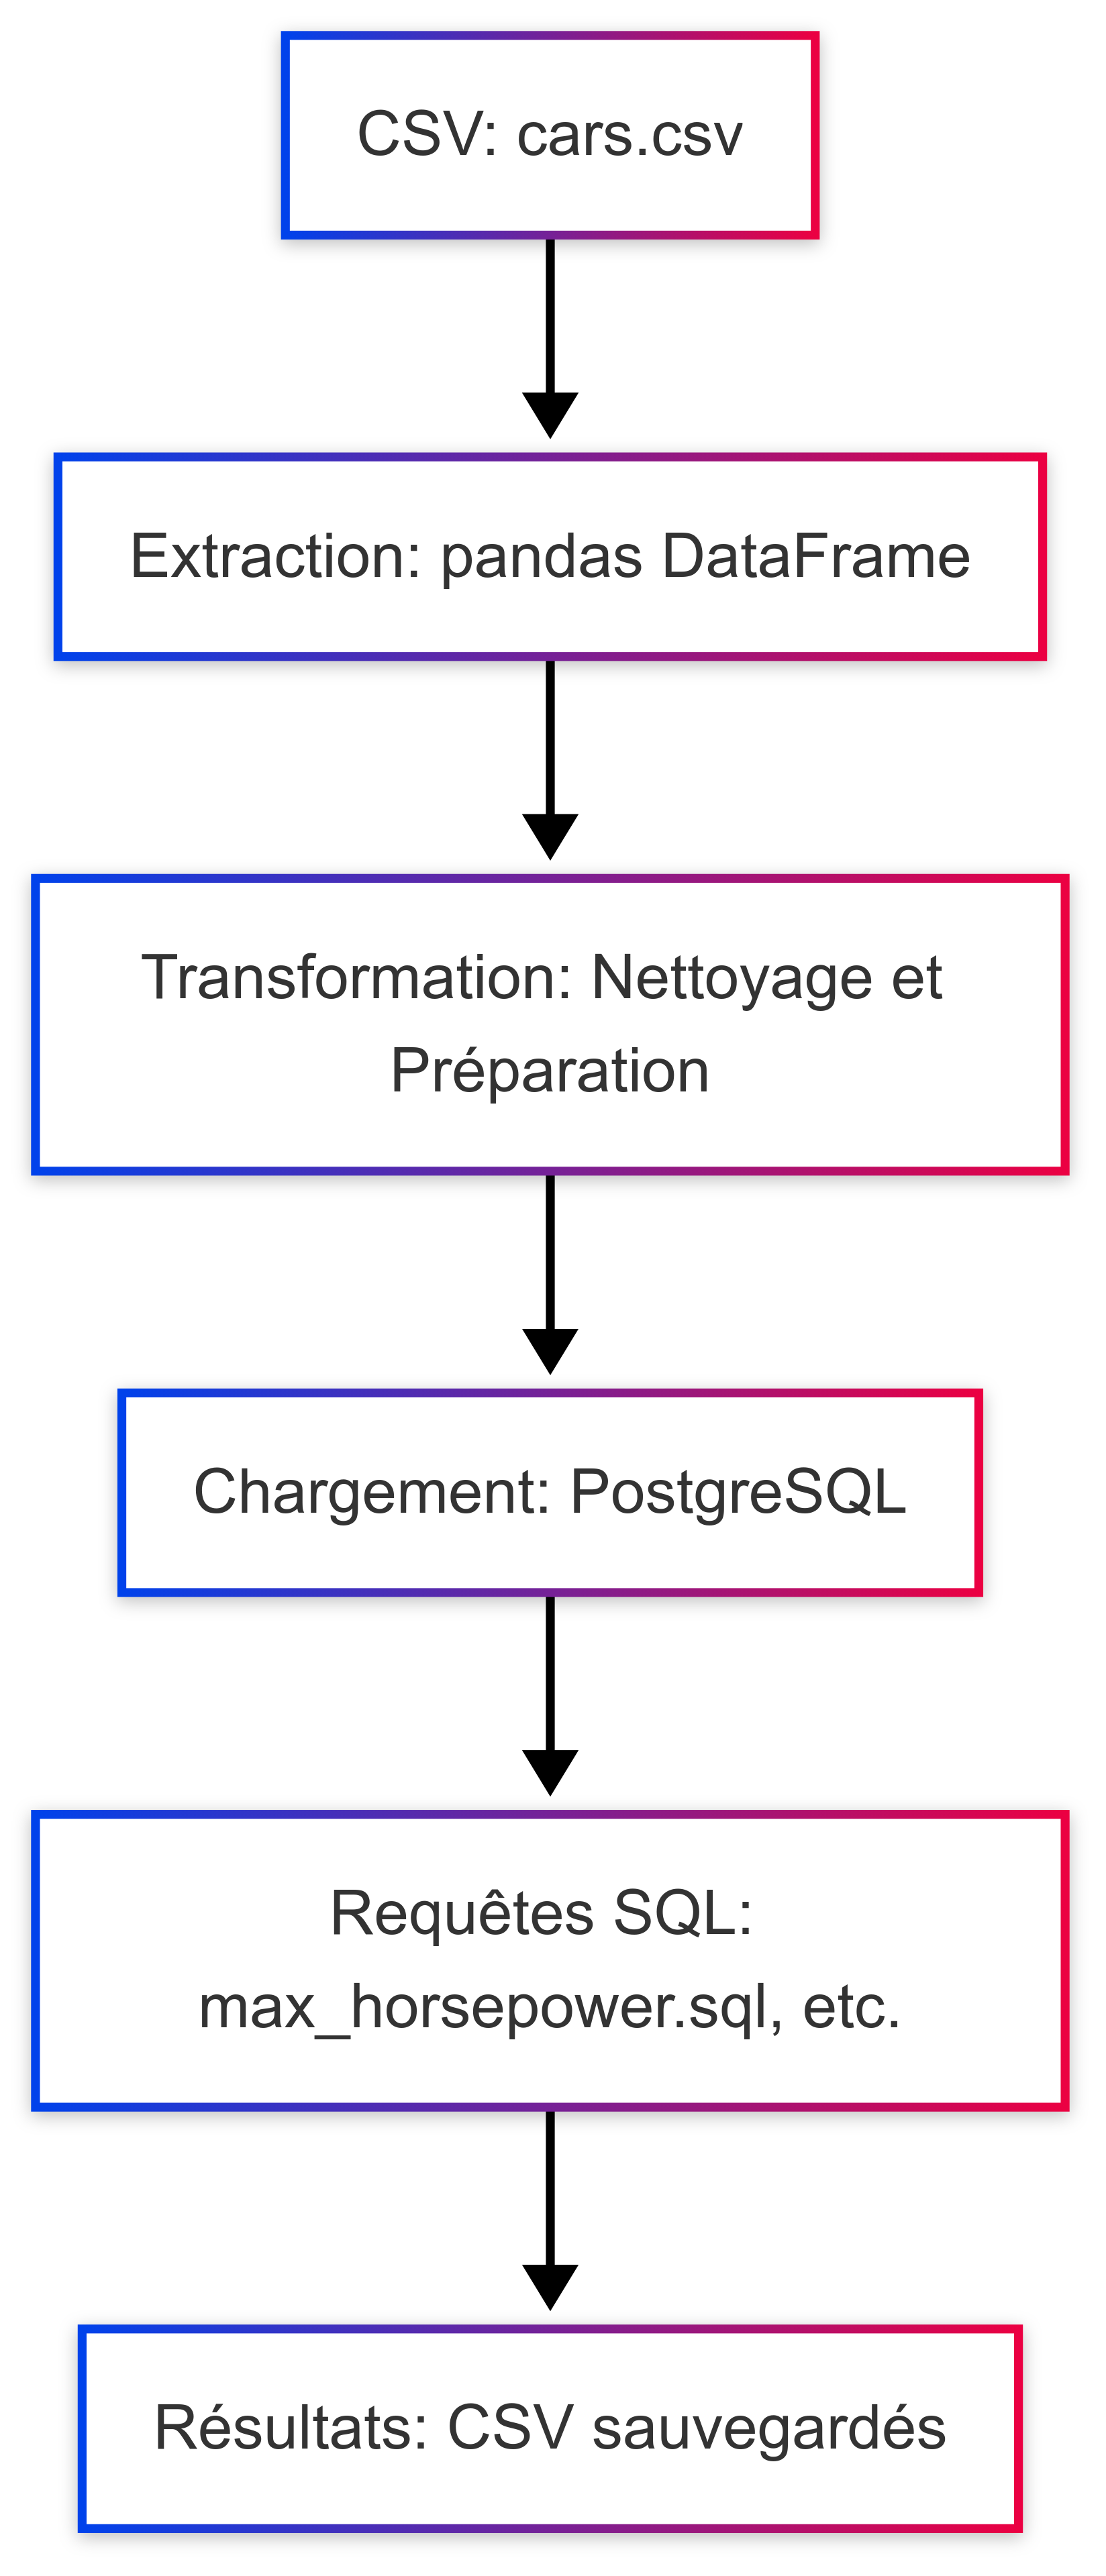 CSV: cars.csv
Extraction: pandas DataFrame
Transformation: Nettoyage et
Préparation
Chargement: PostgreSQL
Requêtes SQL:
max_horsepower.sql, etc.
Résultats: CSV sauvegardés